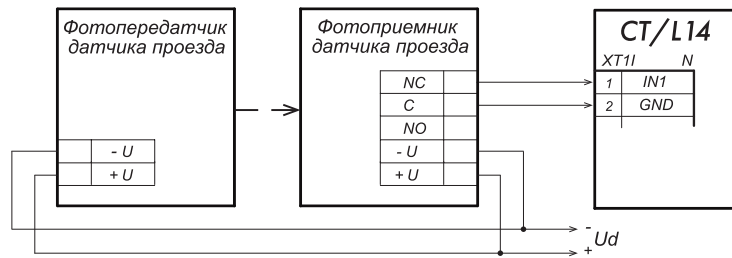 Фотопередатчик
датчика проезда
- U
+ U
Фотоприемник
датчика проезда
NC
C
NO
- U
+ U
CT/L14
XT1I N
1 IN1
2 GND
-
Ud
+